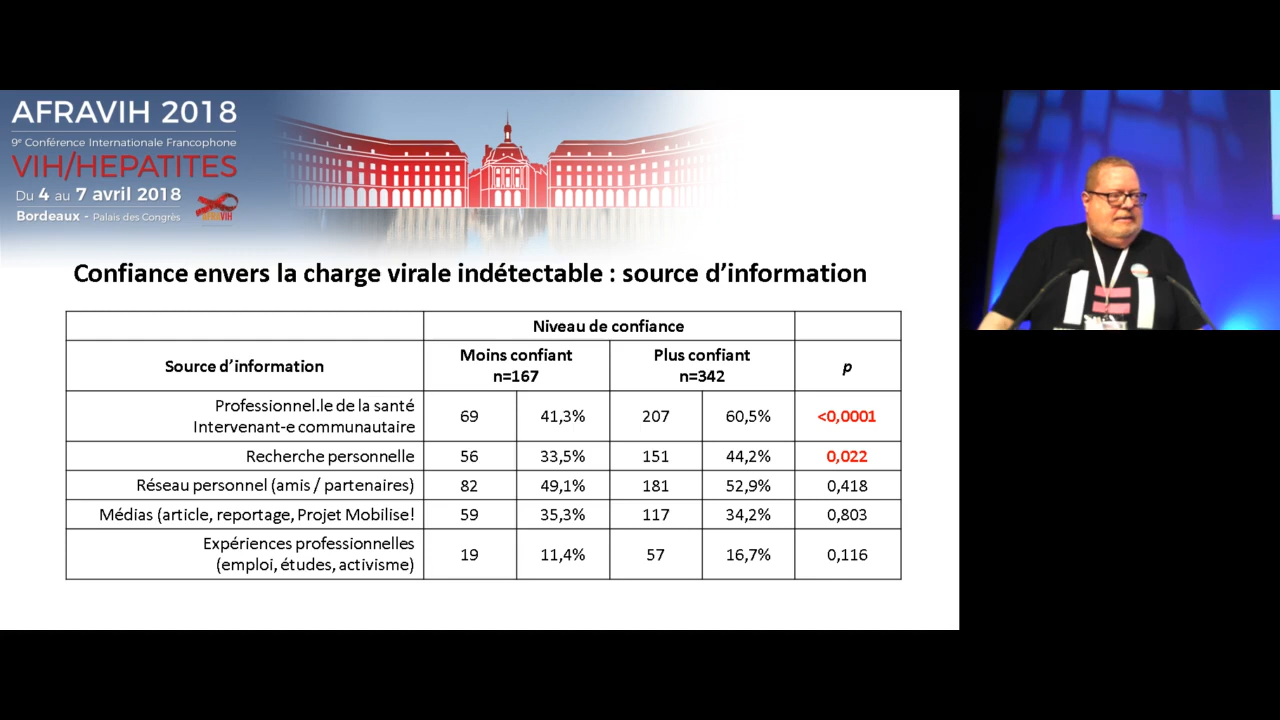 AFRAVIH 2018
9e Conférence Internationale Francophone
VIH/HEPATITES
Du 4 au 7 avril 2018
Bordeaux - Palais des Congrès
AFRAVIH
Confiance envers la charge virale indétectable : source d’information
Niveau de confiance
Source d’information
Moins confiant
n=167
Plus confiant
n=342
p
Professionnel.le de la santé
Intervenant-e communautaire
69 41,3% 207 60,5% <0,0001
Recherche personnelle 56 33,5% 151 44,2% 0,022
Réseau personnel (amis / partenaires) 82 49,1% 181 52,9% 0,418
Médias (article, reportage, Projet Mobilise! 59 35,3% 117 34,2% 0,803
Expériences professionnelles
(emploi, études, activisme)
19 11,4% 57 16,7% 0,116